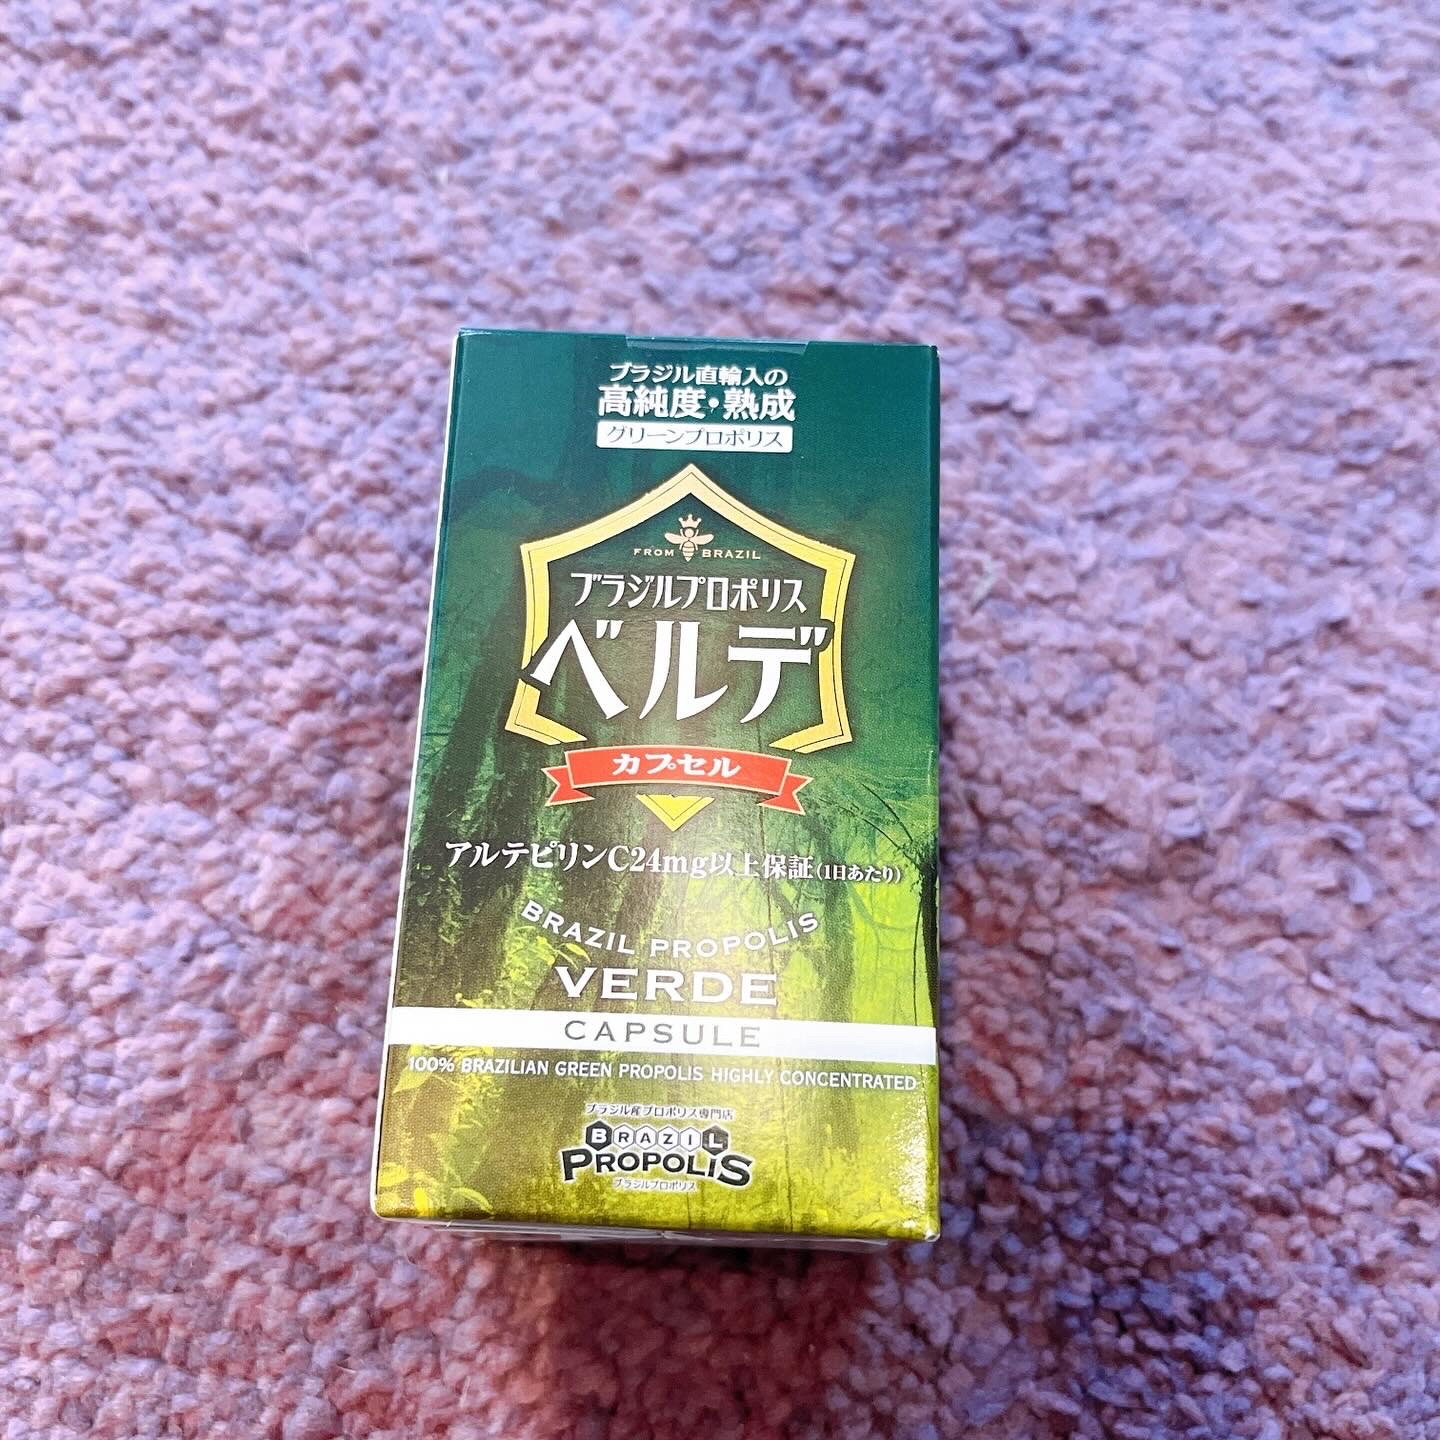 ブラジル直輸入の
高純度・熟成
グリーンプロポリス
FROM BRAZIL
ブラジルプロポリス
ベルデ
カプセル
アルテピリンC24mg以上保証(1日あたり)
BRAZIL PROPOLIS
VERDE
CAPSULE
100% BRAZILIAN GREEN PROPOLIS HIGHLY CONCENTRATED
ブラジル産プロポリス専門店
BRAZIL
PROPOLIS
ブラジルプロポリス